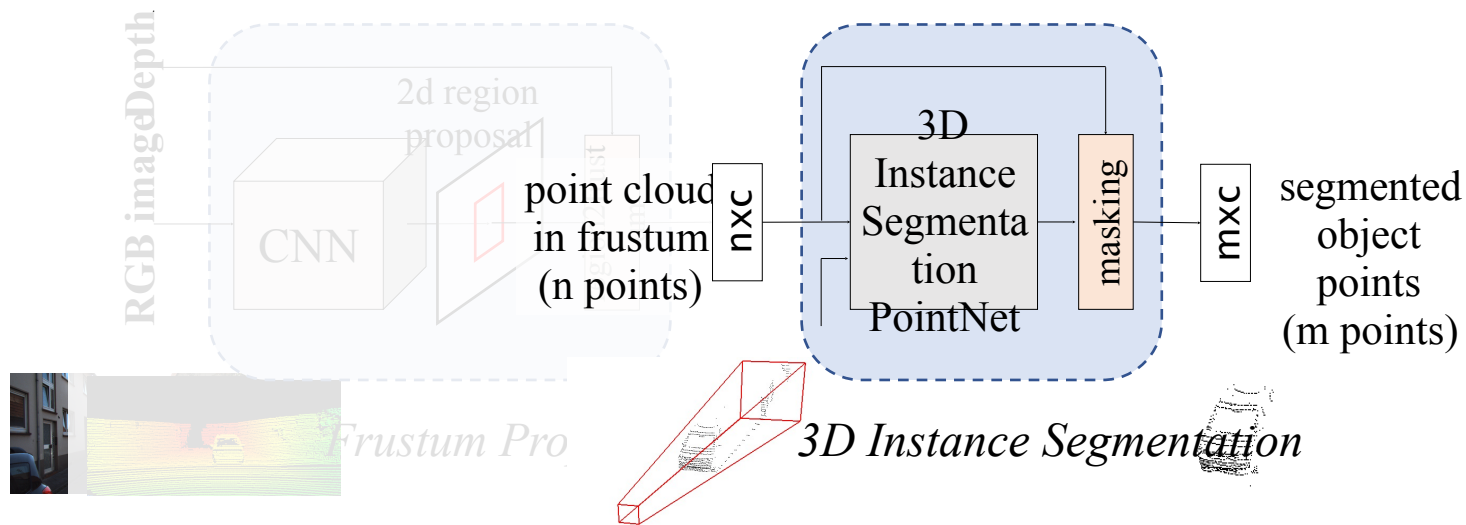 Depth
RGB image
2d region
proposal
CNN
point cloud
in frustum
(n points)
nxc
3D
Instance
Segmenta
tion
PointNet
masking
mxc
segmented
object
points
(m points)
Frustum Pro
3D Instance Segmentation